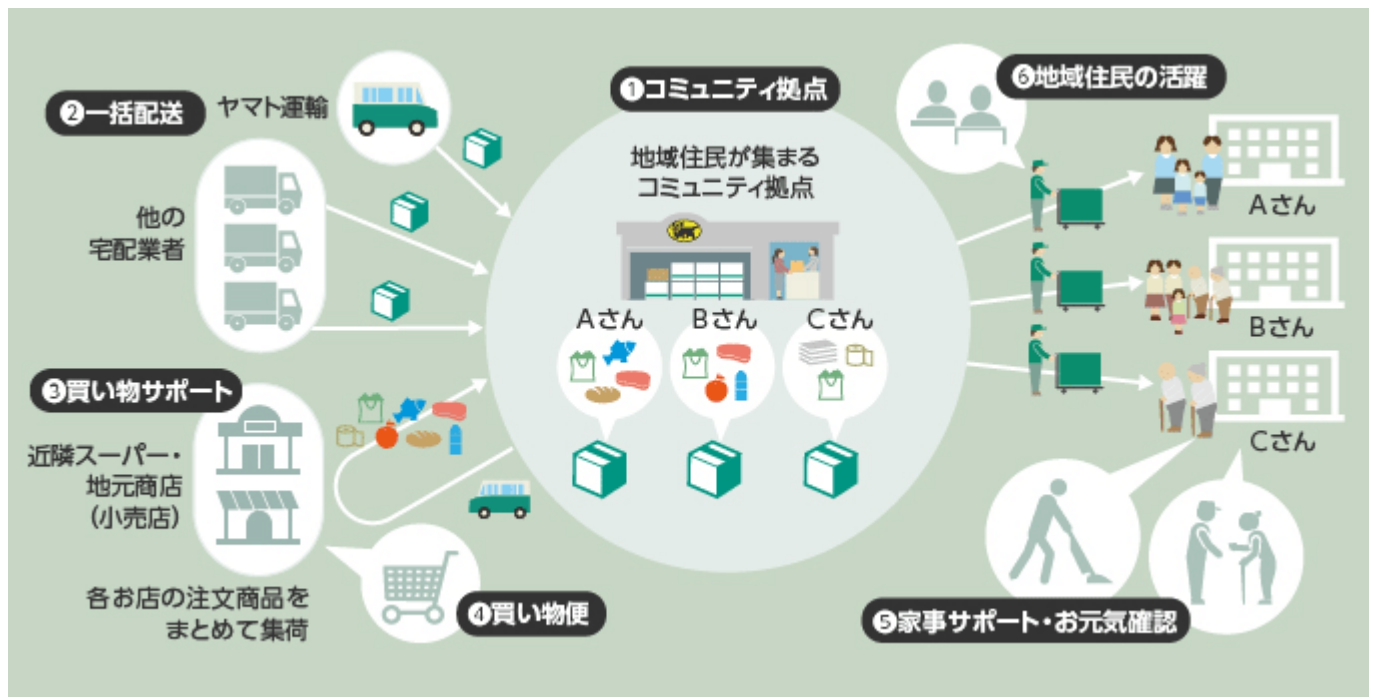 ❶コミュニティ拠点
地域住民が集まる
コミュニティ拠点
Aさん
Bさん
Cさん
❷一括配送
ヤマト運輸
他の
宅配業者
❸買い物サポート
近隣スーパー・
地元商店
（小売店）
各お店の注文商品を
まとめて集荷
❹買い物便
❺家事サポート・お元気確認
❻地域住民の活躍
Aさん
Bさん
Cさん